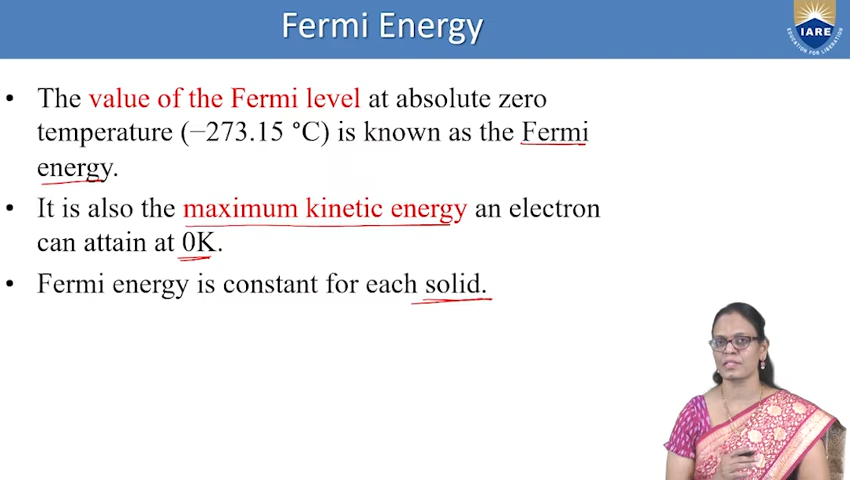 Fermi Energy
IARE
EDUCATION FOR LIBERATION
• The value of the Fermi level at absolute zero
temperature (−273.15 °C) is known as the Fermi
energy.
• It is also the maximum kinetic energy an electron
can attain at 0K.
• Fermi energy is constant for each solid.